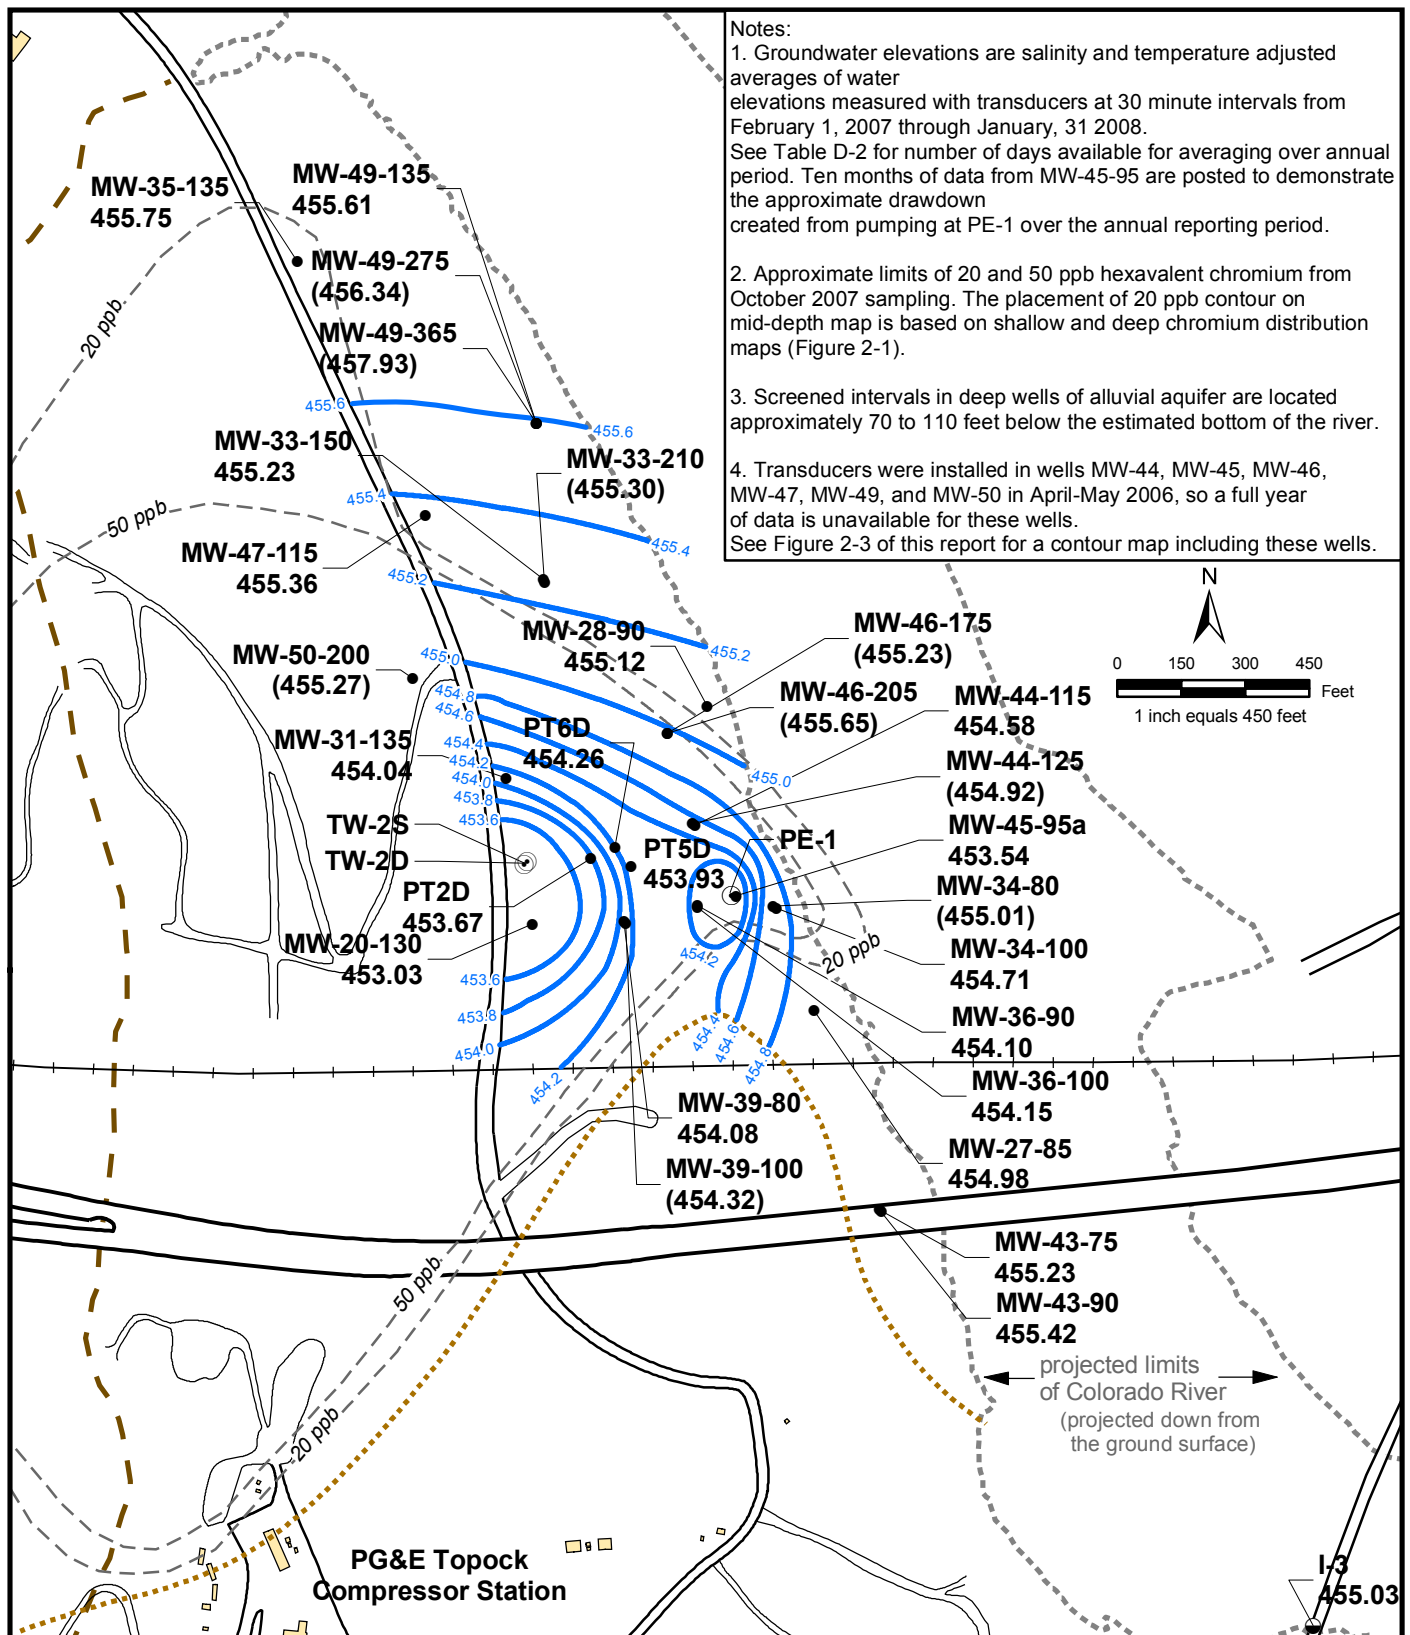 Notes:
1. Groundwater elevations are salinity and temperature adjusted
averages of water
elevations measured with transducers at 30 minute intervals from
February 1, 2007 through January, 31 2008.
See Table D-2 for number of days available for averaging over annual
period. Ten months of data from MW-45-95 are posted to demonstrate
the approximate drawdown
created from pumping at PE-1 over the annual reporting period.
2. Approximate limits of 20 and 50 ppb hexavalent chromium from
October 2007 sampling. The placement of 20 ppb contour on
mid-depth map is based on shallow and deep chromium distribution
maps (Figure 2-1).
3. Screened intervals in deep wells of alluvial aquifer are located
approximately 70 to 110 feet below the estimated bottom of the river.
4. Transducers were installed in wells MW-44, MW-45, MW-46,
MW-47, MW-49, and MW-50 in April-May 2006, so a full year
of data is unavailable for these wells.
See Figure 2-3 of this report for a contour map including these wells.
MW-35-135
455.75
MW-49-135
455.61
MW-49-275
(456.34)
MW-49-365
(457.93)
20 ppb
455.6
455.6
MW-33-150
455.23
MW-33-210
(455.30)
455.4
455.4
50 ppb
MW-47-115
455.36
455.2
455.2
MW-28-90
455.12
MW-46-175
(455.23)
N
0 150 300 450
Feet
1 inch equals 450 feet
MW-50-200
(455.27)
455.0
455.0
MW-46-205
(455.65)
MW-44-115
454.58
454.8
454.6
454.4
454.2
454.0
453.8
453.6
MW-31-135
454.04
PT6D
454.26
MW-44-125
(454.92)
TW-2S
TW-2D
PT5D
453.93
PE-1
MW-45-95a
453.54
PT2D
453.67
MW-34-80
(455.01)
MW-20-130
453.03
MW-34-100
454.71
454.2
20 ppb
453.6
453.8
454.0
454.2
454.4
454.6
454.8
MW-36-90
454.10
MW-36-100
454.15
MW-39-80
454.08
MW-39-100
(454.32)
MW-27-85
454.98
MW-43-75
455.23
MW-43-90
455.42
50 ppb
20 ppb
projected limits
of Colorado River
(projected down from
the ground surface)
PG&E Topock
Compressor Station
I-3
455.03